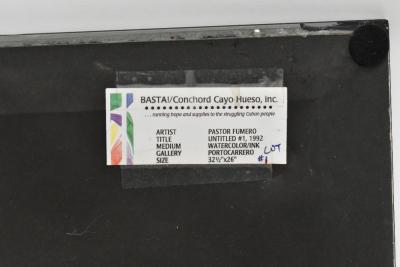 BASTA!/Conchord Cayo Hueso, inc.
. . . running hope and supplies to the struggling Cuban people
ARTIST PASTOR FUMERO
TITLE UNTITLED #1, 1992
MEDIUM WATERCOLOR/INK
GALLERY PORTOCARRERO
SIZE 32½"x26"
CUT
#1